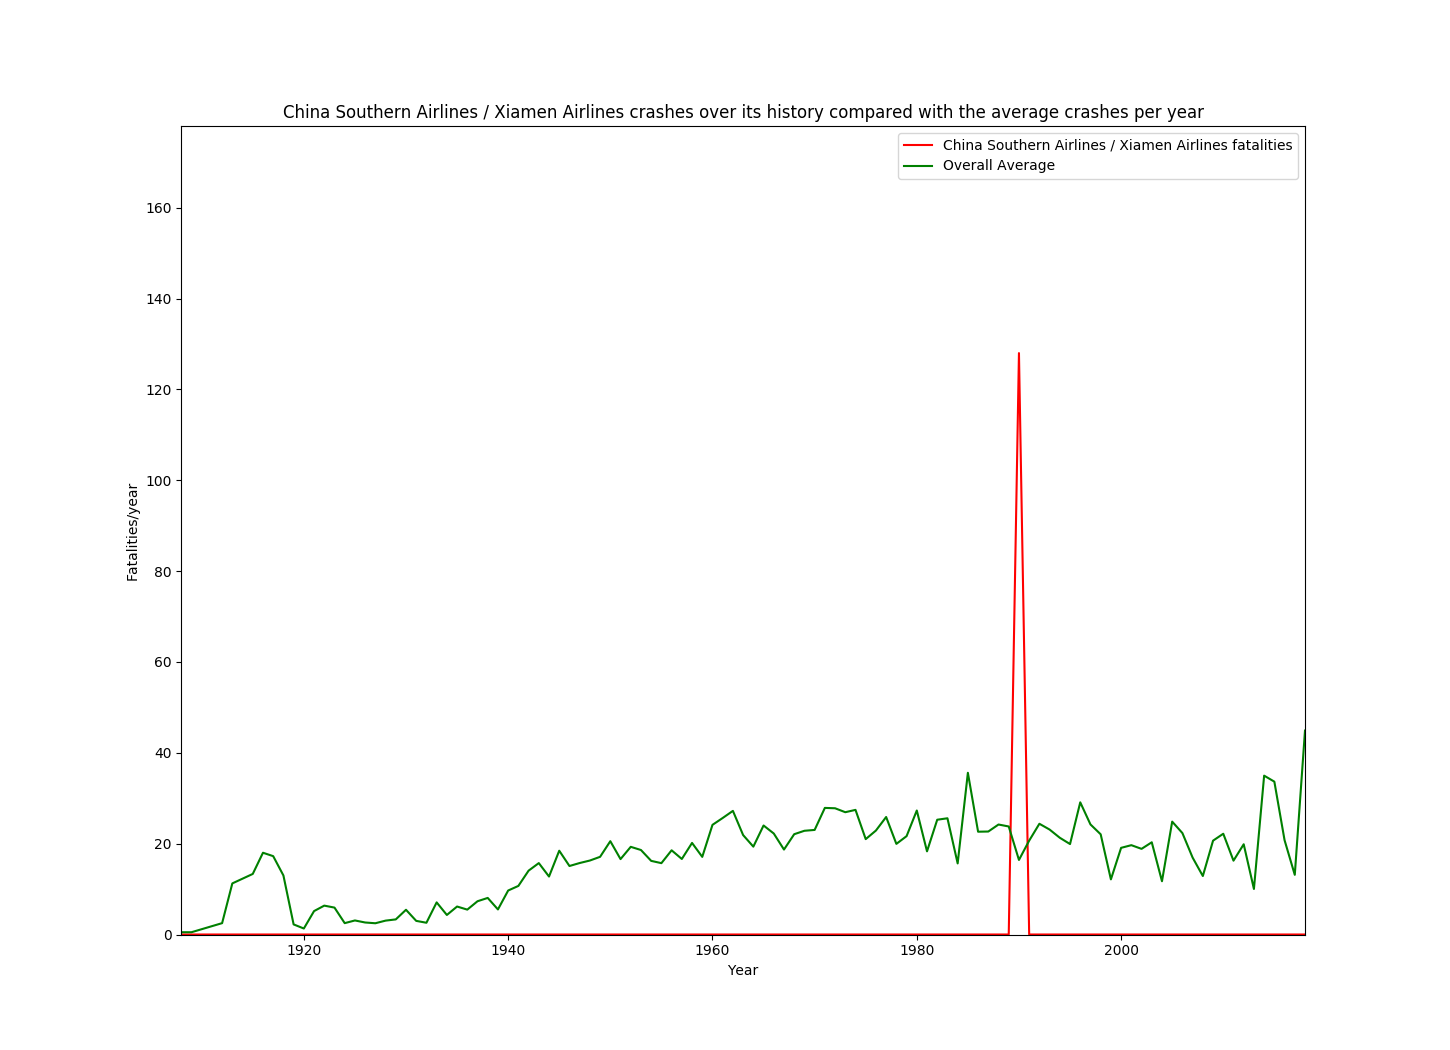 China Southern Airlines / Xiamen Airlines crashes over its history compared with the average crashes per year
China Southern Airlines / Xiamen Airlines fatalities
Overall Average
160
140
120
100
80
60
40
20
0
Fatalities/year
1920 1940 1960 1980 2000
Year